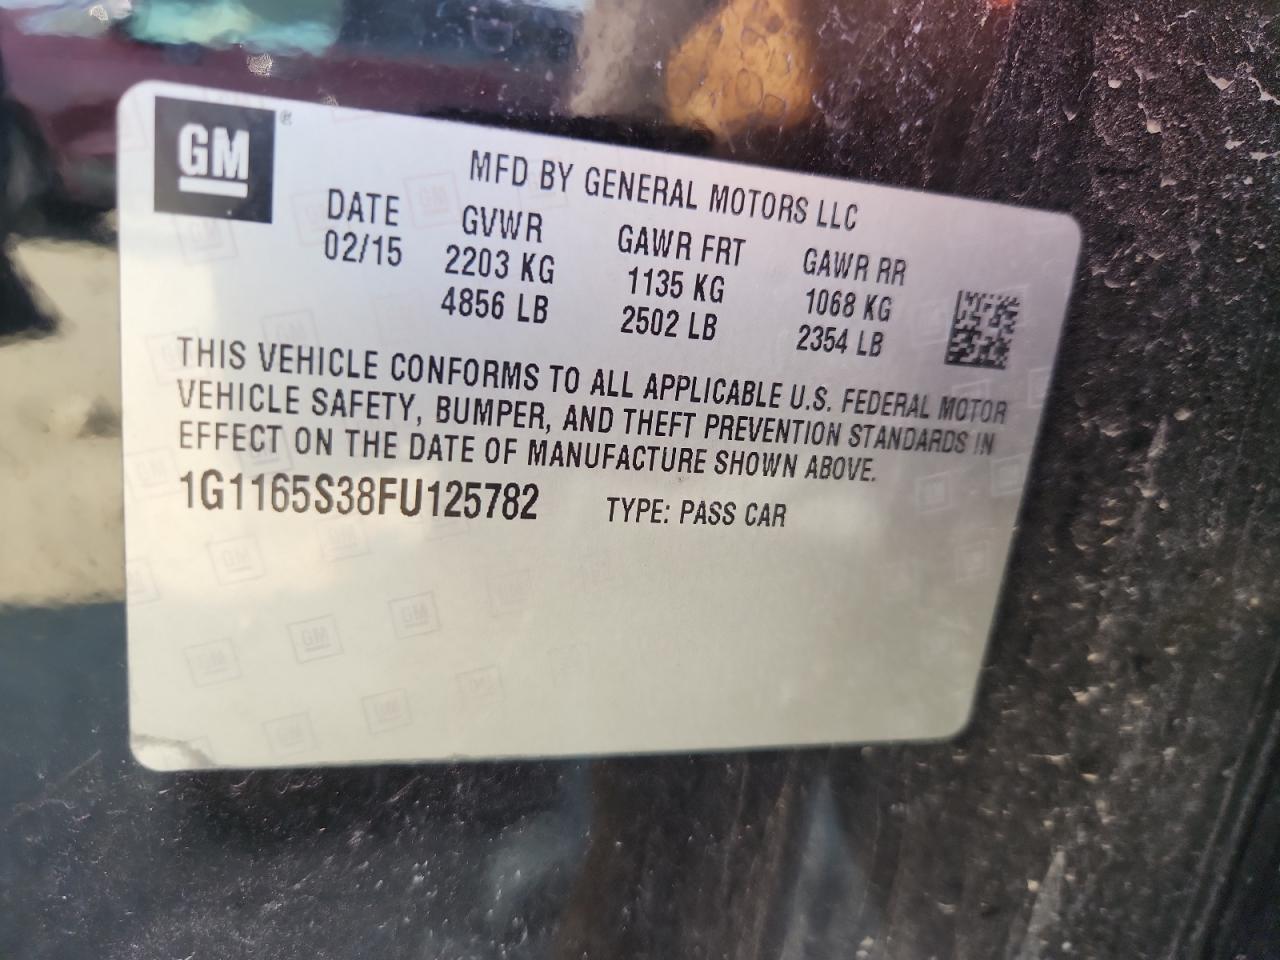 GM ®
MFD BY GENERAL MOTORS LLC
DATE GVWR GAWR FRT GAWR RR
02/15 2203 KG 1135 KG 1068 KG
4856 LB 2502 LB 2354 LB
THIS VEHICLE CONFORMS TO ALL APPLICABLE U.S. FEDERAL MOTOR
VEHICLE SAFETY, BUMPER, AND THEFT PREVENTION STANDARDS IN
EFFECT ON THE DATE OF MANUFACTURE SHOWN ABOVE.
1G1165S38FU125782 TYPE: PASS CAR